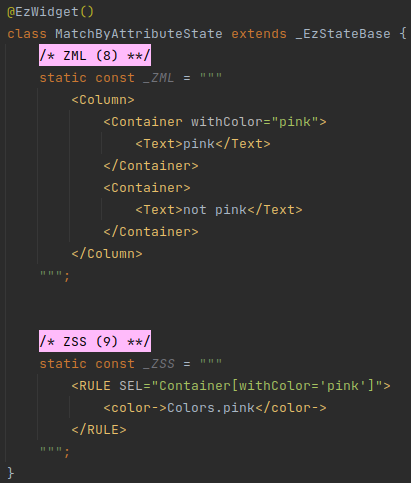 @EzWidget()
class MatchByAttributeState extends _EzStateBase {
    /* ZML (8) **/
    static const _ZML = """
        <Column>
            <Container withColor="pink">
                <Text>pink</Text>
            </Container>
            <Container>
                <Text>not pink</Text>
            </Container>
        </Column>
    """;
    /* ZSS (9) **/
    static const _ZSS = """
        <RULE SEL="Container[withColor='pink']">
            <color->Colors.pink</color->
        </RULE>
    """;
}